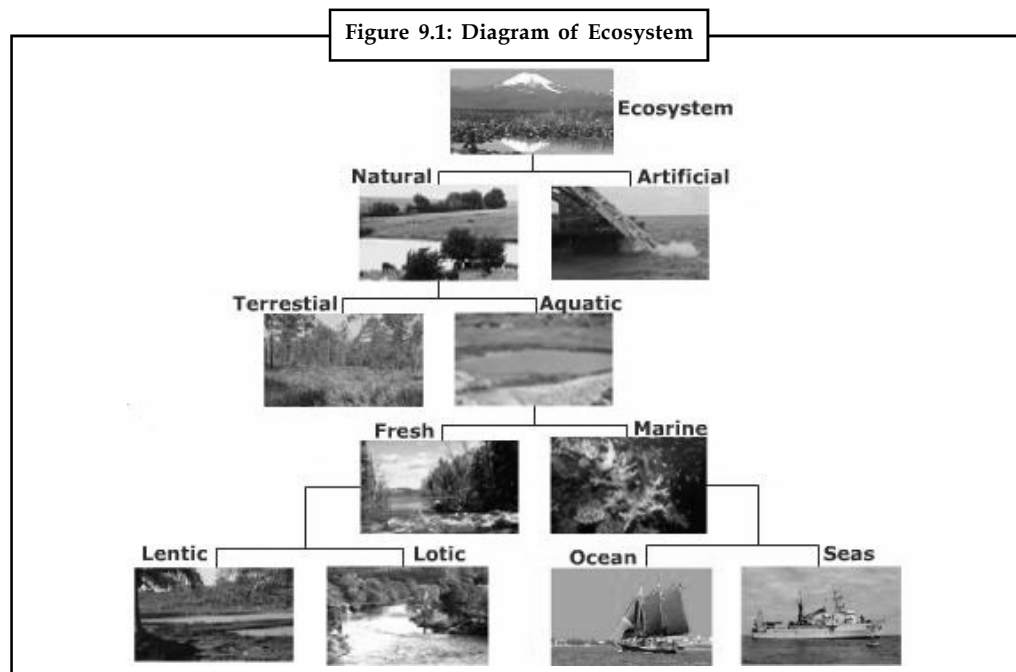 Figure 9.1: Diagram of Ecosystem
Ecosystem
Natural
Artificial
Terrestial
Aquatic
Fresh
Marine
Lentic
Lotic
Ocean
Seas